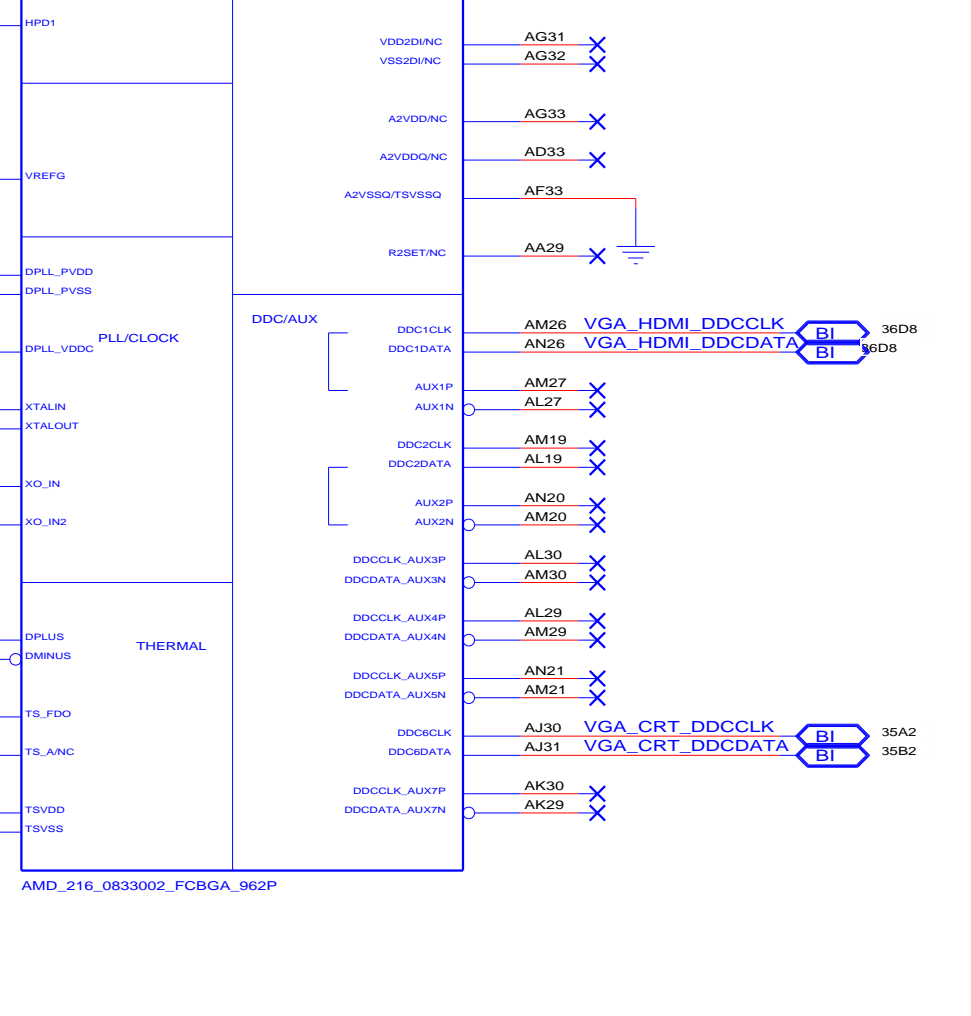 HPD1
VDD2DI/NC AG31
VSS2DI/NC AG32
A2VDD/NC AG33
A2VDDQ/NC AD33
VREFG
A2VSSQ/TSVSSQ AF33
R2SET/NC AA29
DPLL_PVDD
DPLL_PVSS
DDC/AUX
DDC1CLK AM26 VGA_HDMI_DDCCLK BI 36D8
PLL/CLOCK
DPLL_VDDC DDC1DATA AN26 VGA_HDMI_DDCDATA BI 36D8
AUX1P AM27
XTALIN AUX1N AL27
XTALOUT
DDC2CLK AM19
DDC2DATA AL19
XO_IN
AUX2P AN20
XO_IN2 AUX2N AM20
DDCCLK_AUX3P AL30
DDCDATA_AUX3N AM30
DDCCLK_AUX4P AL29
DPLUS DDCDATA_AUX4N AM29
THERMAL
DMINUS
DDCCLK_AUX5P AN21
DDCDATA_AUX5N AM21
TS_FDO
DDC6CLK AJ30 VGA_CRT_DDCCLK BI 35A2
TS_A/NC DDC6DATA AJ31 VGA_CRT_DDCDATA BI 35B2
DDCCLK_AUX7P AK30
TSVDD DDCDATA_AUX7N AK29
TSVSS
AMD_216_0833002_FCBGA_962P